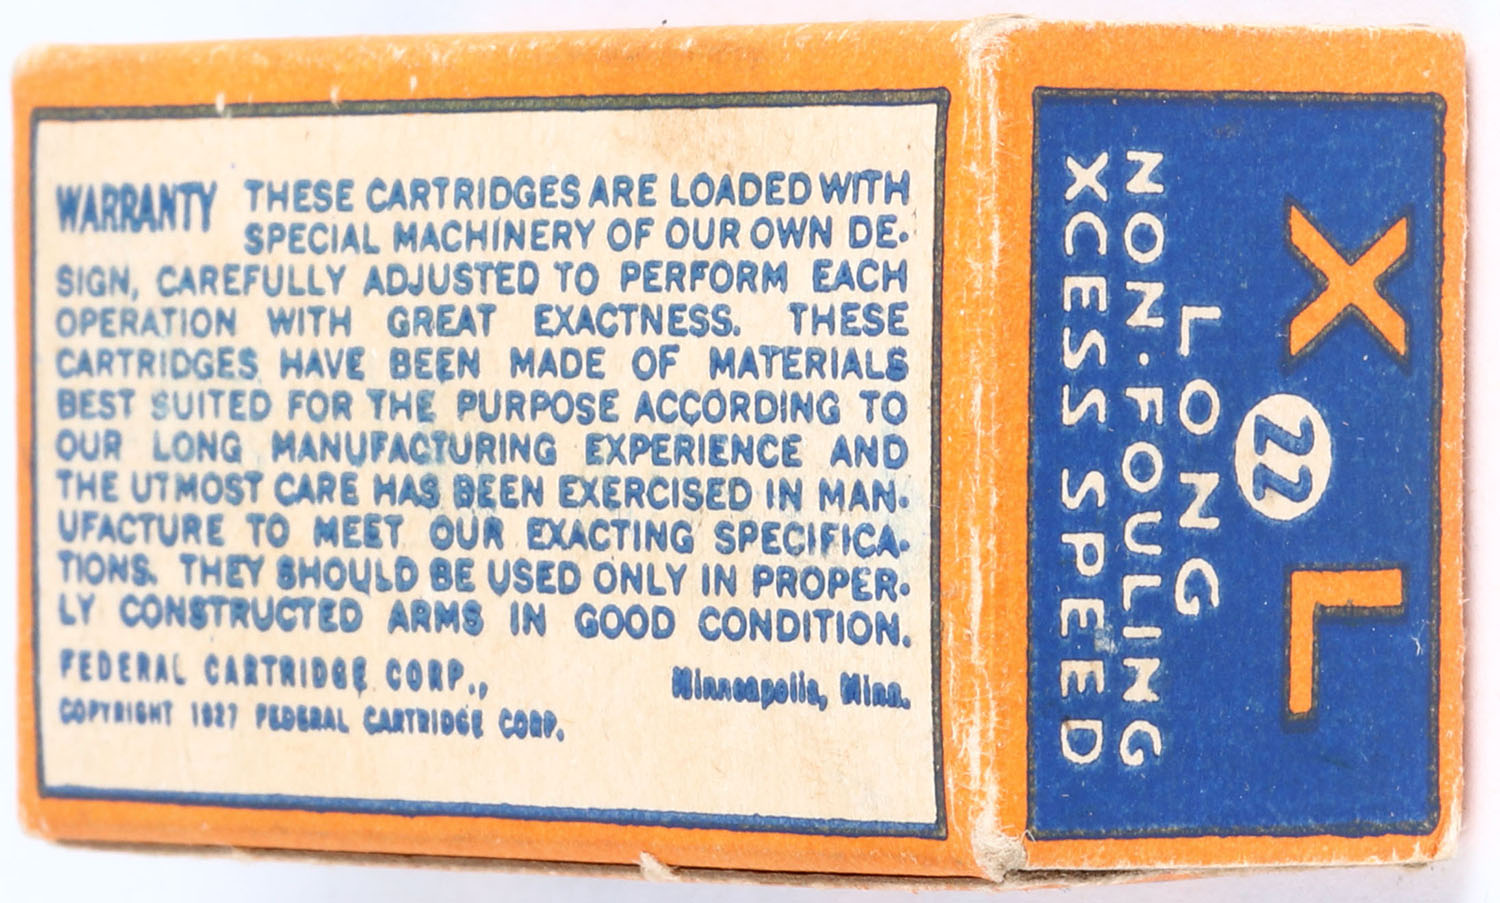 WARRANTY THESE CARTRIDGES ARE LOADED WITH
SPECIAL MACHINERY OF OUR OWN DE-
SIGN, CAREFULLY ADJUSTED TO PERFORM EACH
OPERATION WITH GREAT EXACTNESS. THESE
CARTRIDGES HAVE BEEN MADE OF MATERIALS
BEST SUITED FOR THE PURPOSE ACCORDING TO
OUR LONG MANUFACTURING EXPERIENCE AND
THE UTMOST CARE HAS BEEN EXERCISED IN MAN-
UFACTURE TO MEET OUR EXACTING SPECIFICA-
TIONS. THEY SHOULD BE USED ONLY IN PROPER-
LY CONSTRUCTED ARMS IN GOOD CONDITION.
FEDERAL CARTRIDGE CORP., Minneapolis, Minn.
COPYRIGHT 1927 FEDERAL CARTRIDGE CORP.
X 22 L
LONG
NON-FOULING
XCESS SPEED